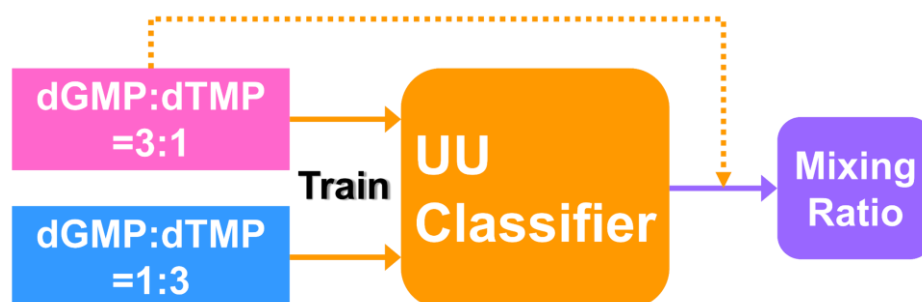 dGMP:dTMP
=3:1
Train
UU
Classifier
Mixing
Ratio
dGMP:dTMP
=1:3